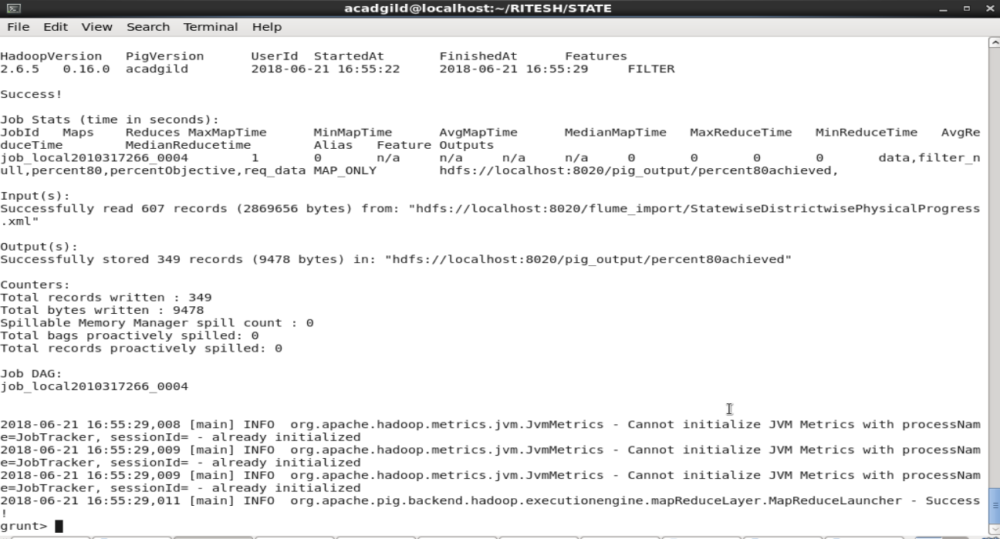 acadgild@localhost:~/RITESH/STATE
File Edit View Search Terminal Help
HadoopVersion PigVersion UserId StartedAt FinishedAt Features
2.6.5 0.16.0 acadgild 2018-06-21 16:55:22 2018-06-21 16:55:29 FILTER
Success!
Job Stats (time in seconds):
JobId Maps Reduces MaxMapTime MinMapTime AvgMapTime MedianMapTime MaxReduceTime MinReduceTime AvgRe
duceTime MedianReducetime Alias Feature Outputs
job_local2010317266_0004 1 0 n/a n/a n/a n/a 0 0 0 0 data,filter_n
ull,percent80,percentObjective,req_data MAP_ONLY hdfs://localhost:8020/pig_output/percent80achieved,
Input(s):
Successfully read 607 records (2869656 bytes) from: "hdfs://localhost:8020/flume_import/StatewiseDistrictwisePhysicalProgress
.xml"
Output(s):
Successfully stored 349 records (9478 bytes) in: "hdfs://localhost:8020/pig_output/percent80achieved"
Counters:
Total records written : 349
Total bytes written : 9478
Spillable Memory Manager spill count : 0
Total bags proactively spilled: 0
Total records proactively spilled: 0
Job DAG:
job_local2010317266_0004
2018-06-21 16:55:29,008 [main] INFO org.apache.hadoop.metrics.jvm.JvmMetrics - Cannot initialize JVM Metrics with processNam
e=JobTracker, sessionId= - already initialized
2018-06-21 16:55:29,009 [main] INFO org.apache.hadoop.metrics.jvm.JvmMetrics - Cannot initialize JVM Metrics with processNam
e=JobTracker, sessionId= - already initialized
2018-06-21 16:55:29,009 [main] INFO org.apache.hadoop.metrics.jvm.JvmMetrics - Cannot initialize JVM Metrics with processNam
e=JobTracker, sessionId= - already initialized
2018-06-21 16:55:29,011 [main] INFO org.apache.pig.backend.hadoop.executionengine.mapReduceLayer.MapReduceLauncher - Success
!
grunt>